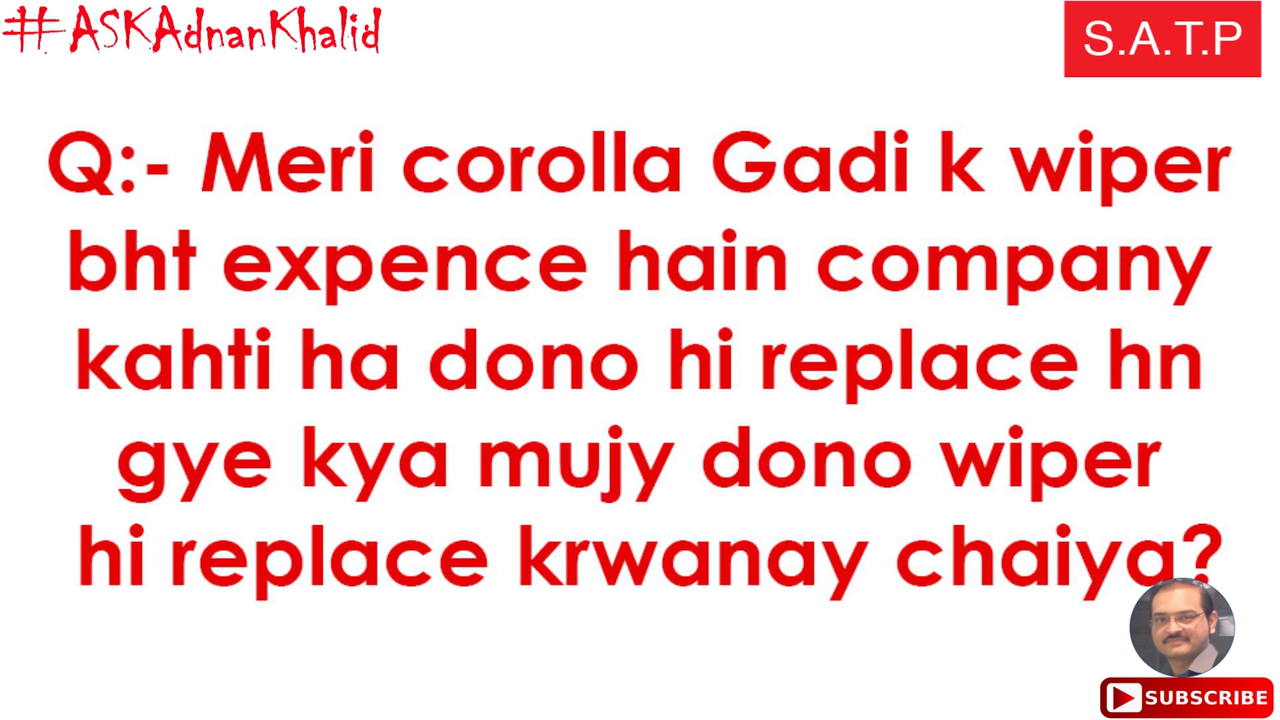 #ASKAdnanKhalid
S.A.T.P
Q:- Meri corolla Gadi k wiper
bht expence hain company
kahti ha dono hi replace hn
gye kya mujy dono wiper
hi replace krwanay chaiya?
SUBSCRIBE